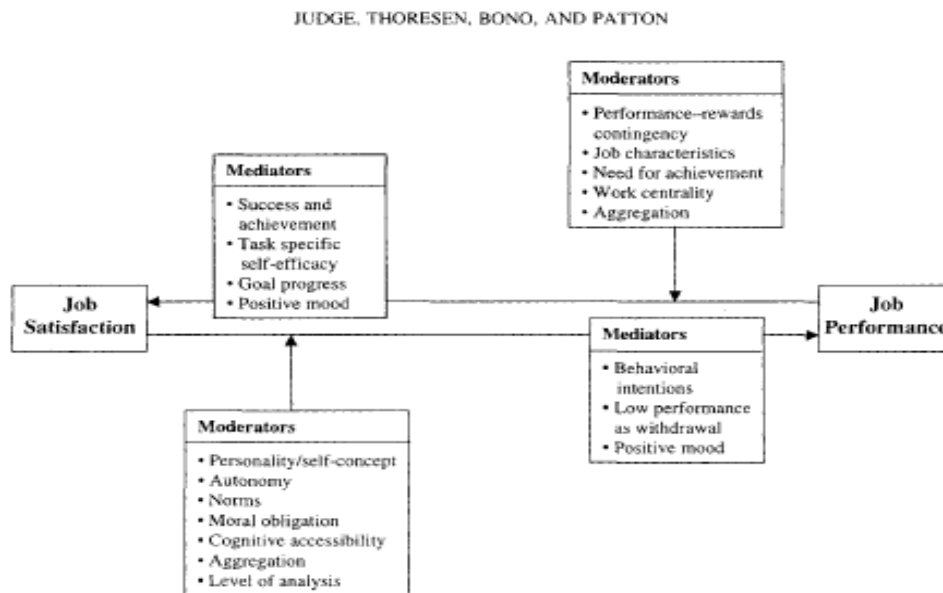 JUDGE, THORESEN, BONO, AND PATTON
Moderators
• Performance–rewards
contingency
• Job characteristics
• Need for achievement
• Work centrality
• Aggregation
Mediators
• Success and
achievement
• Task specific
self-efficacy
• Goal progress
• Positive mood
Job
Satisfaction
Job
Performance
Mediators
• Behavioral
intentions
• Low performance
as withdrawal
• Positive mood
Moderators
• Personality/self-concept
• Autonomy
• Norms
• Moral obligation
• Cognitive accessibility
• Aggregation
• Level of analysis